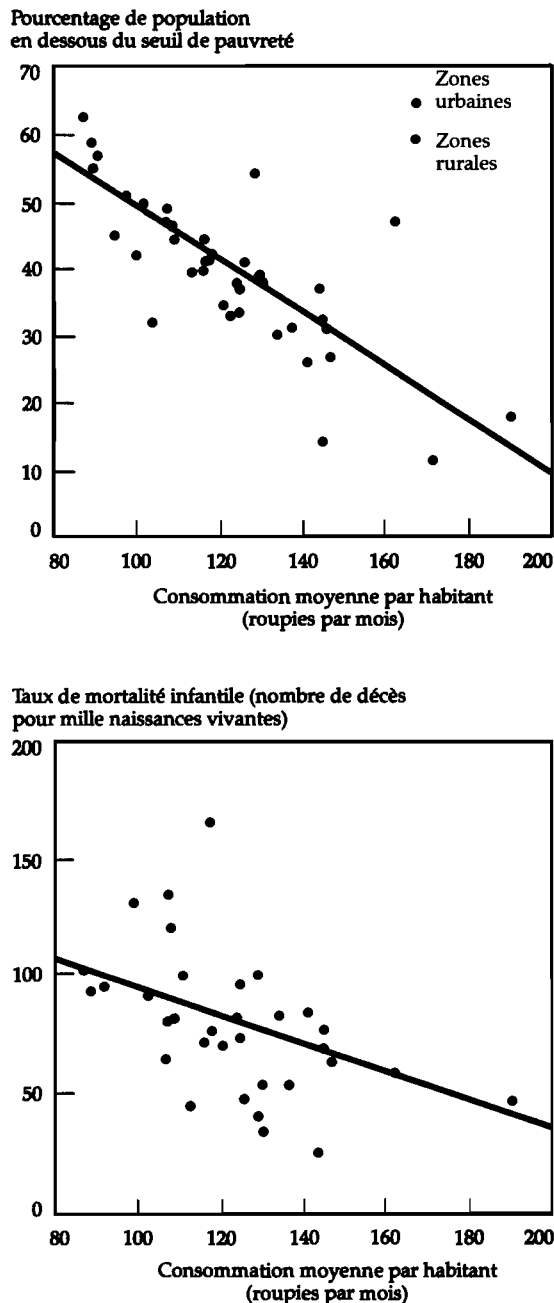 Pourcentage de population
en dessous du seuil de pauvreté
70
60
50
40
30
20
10
0
Zones
urbaines
Zones
rurales
80 100 120 140 160 180 200
Consommation moyenne par habitant
(roupies par mois)
Taux de mortalité infantile (nombre de décès
pour mille naissances vivantes)
200
150
100
50
0
80 100 120 140 160 180 200
Consommation moyenne par habitant
(roupies par mois)